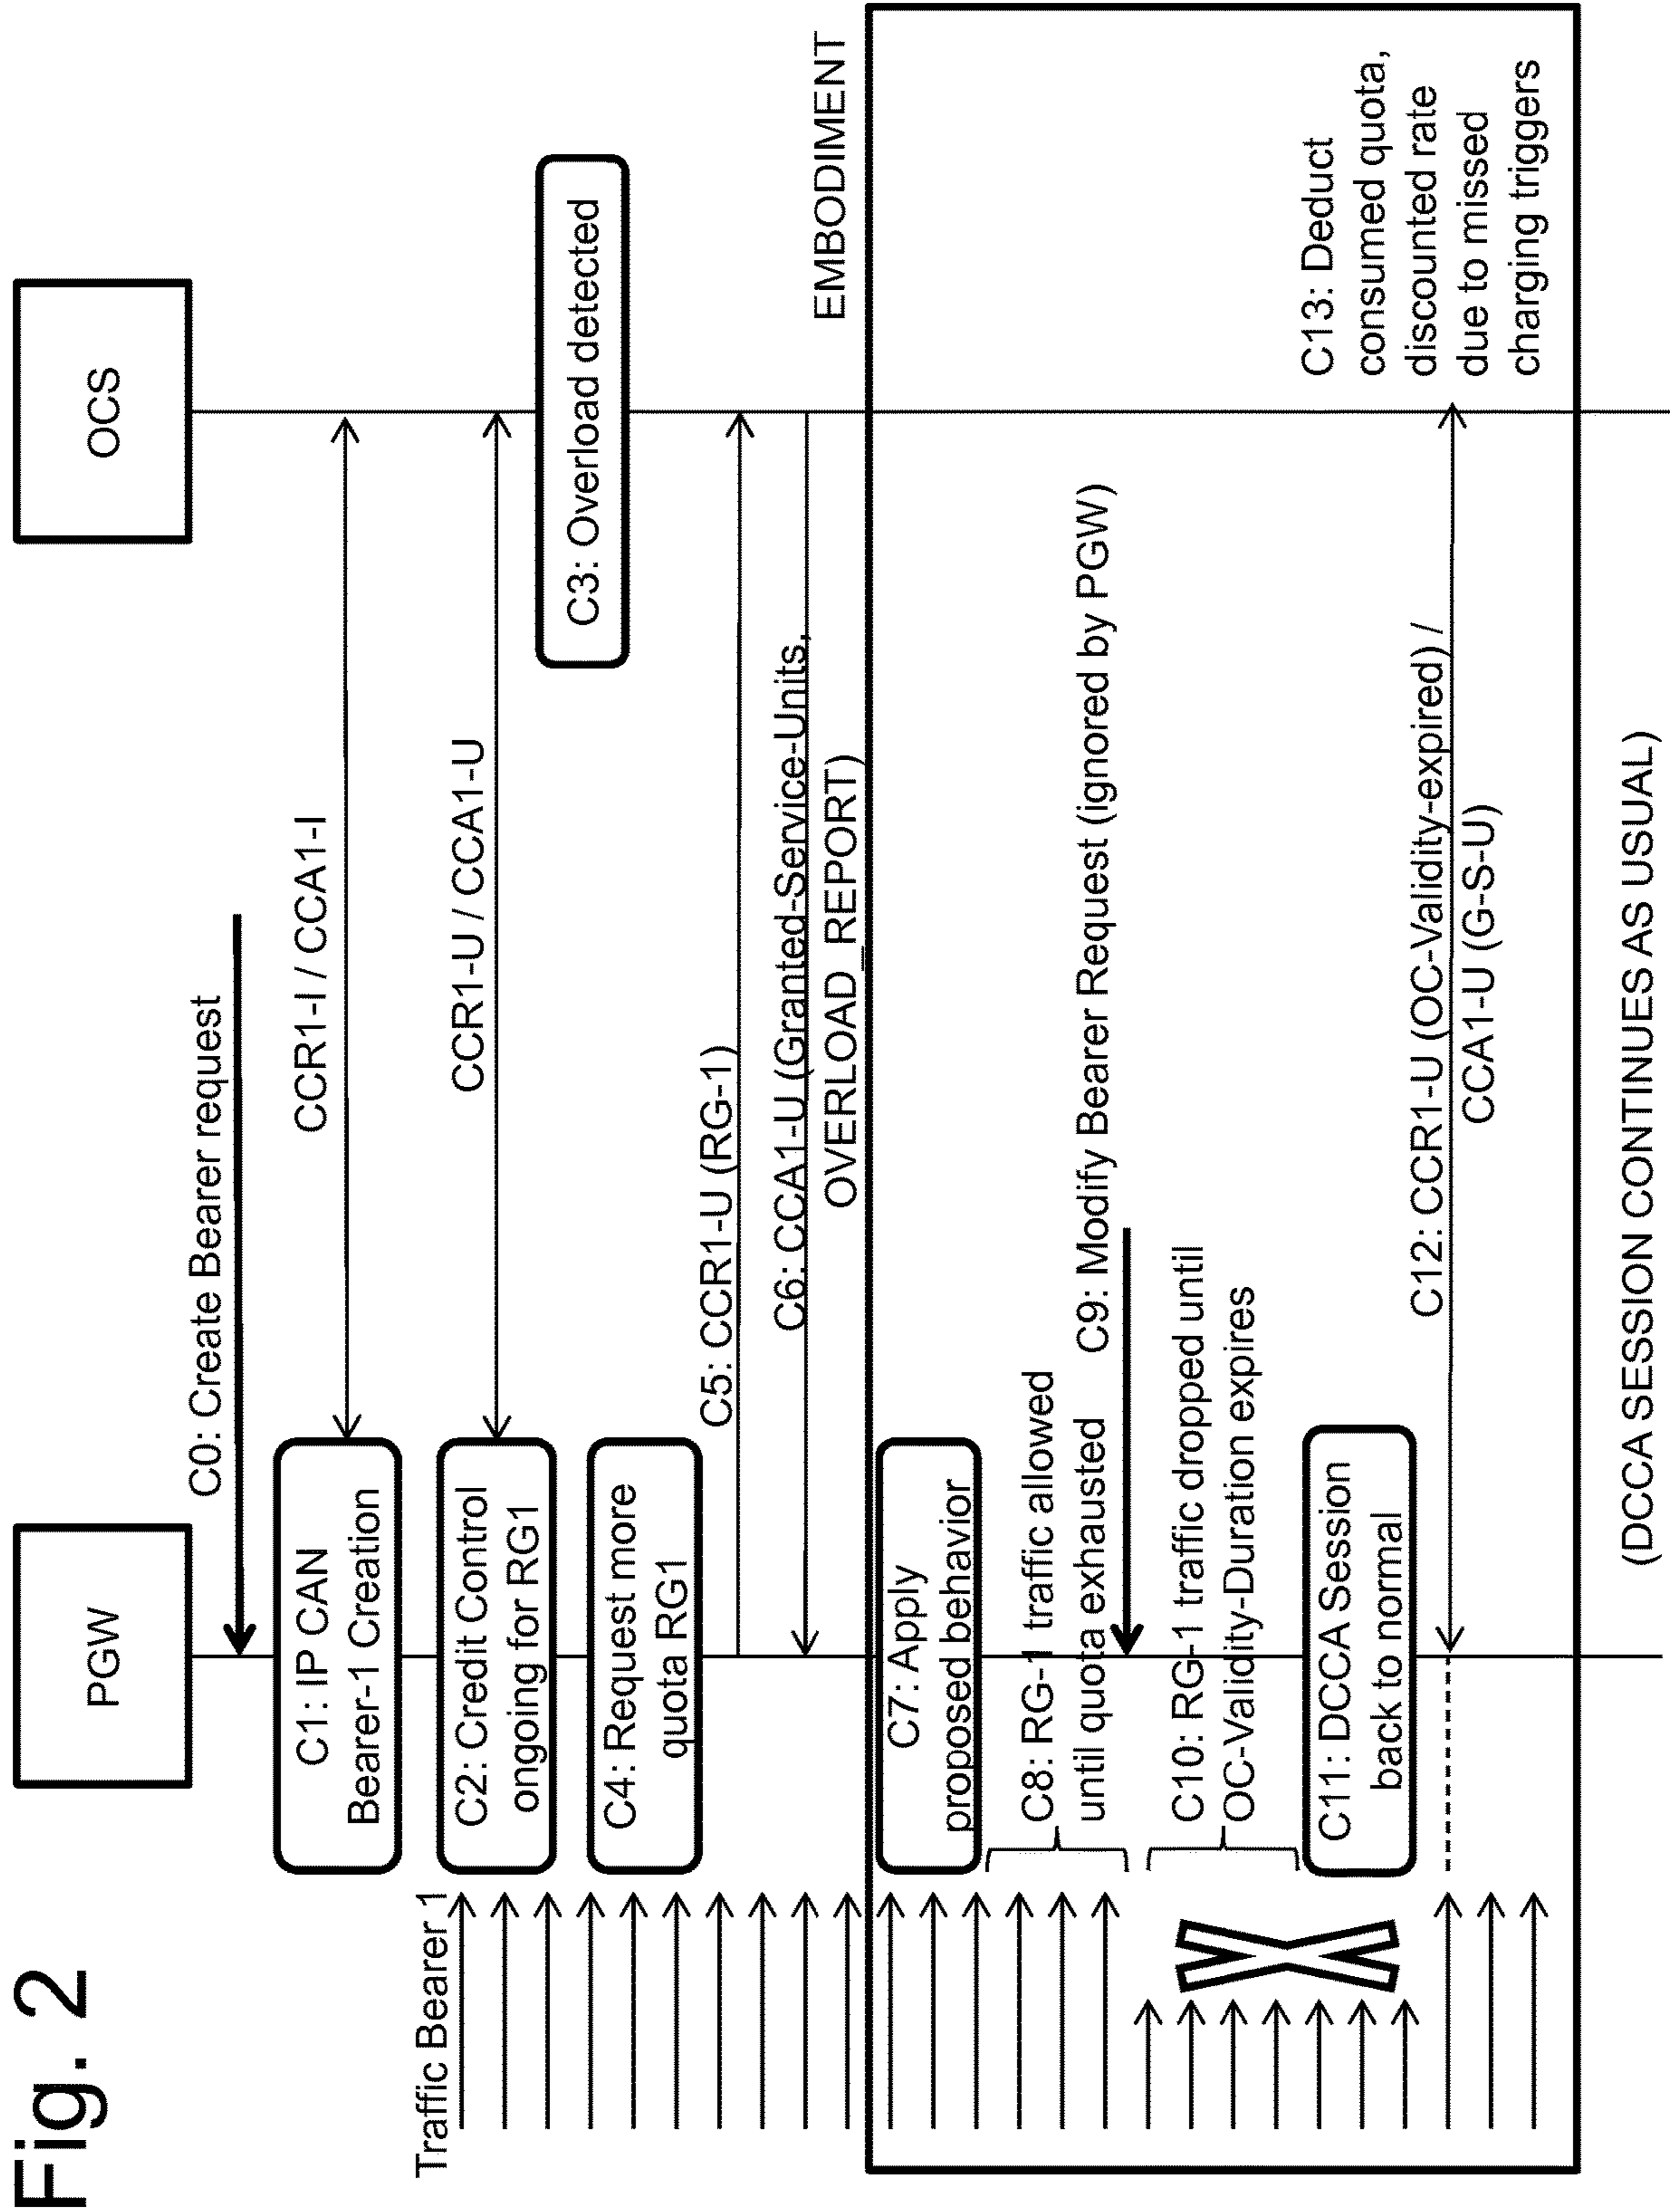 Fig. 2
PGW
OCS
C0: Create Bearer request
C1: IP CAN
Bearer-1 Creation
CCR1-I / CCA1-I
Traffic Bearer 1
C2: Credit Control
ongoing for RG1
CCR1-U / CCA1-U
C3: Overload detected
C4: Request more
quota RG1
C5: CCR1-U (RG-1)
C6: CCA1-U (Granted-Service-Units,
OVERLOAD_REPORT)
EMBODIMENT
C7: Apply
proposed behavior
C8: RG-1 traffic allowed
until quota exhausted
C9: Modify Bearer Request (ignored by PGW)
C10: RG-1 traffic dropped until
OC-Validity-Duration expires
C11: DCCA Session
back to normal
C12: CCR1-U (OC-Validity-expired) /
CCA1-U (G-S-U)
C13: Deduct
consumed quota,
discounted rate
due to missed
charging triggers
(DCCA SESSION CONTINUES AS USUAL)